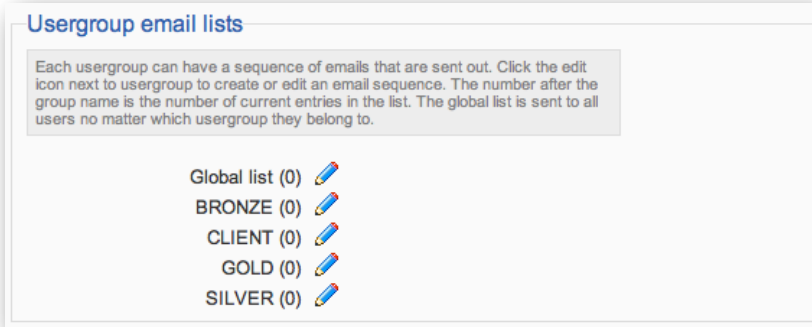 Usergroup email lists
Each usergroup can have a sequence of emails that are sent out. Click the edit
icon next to usergroup to create or edit an email sequence. The number after the
group name is the number of current entries in the list. The global list is sent to all
users no matter which usergroup they belong to.
Global list (0)
BRONZE (0)
CLIENT (0)
GOLD (0)
SILVER (0)